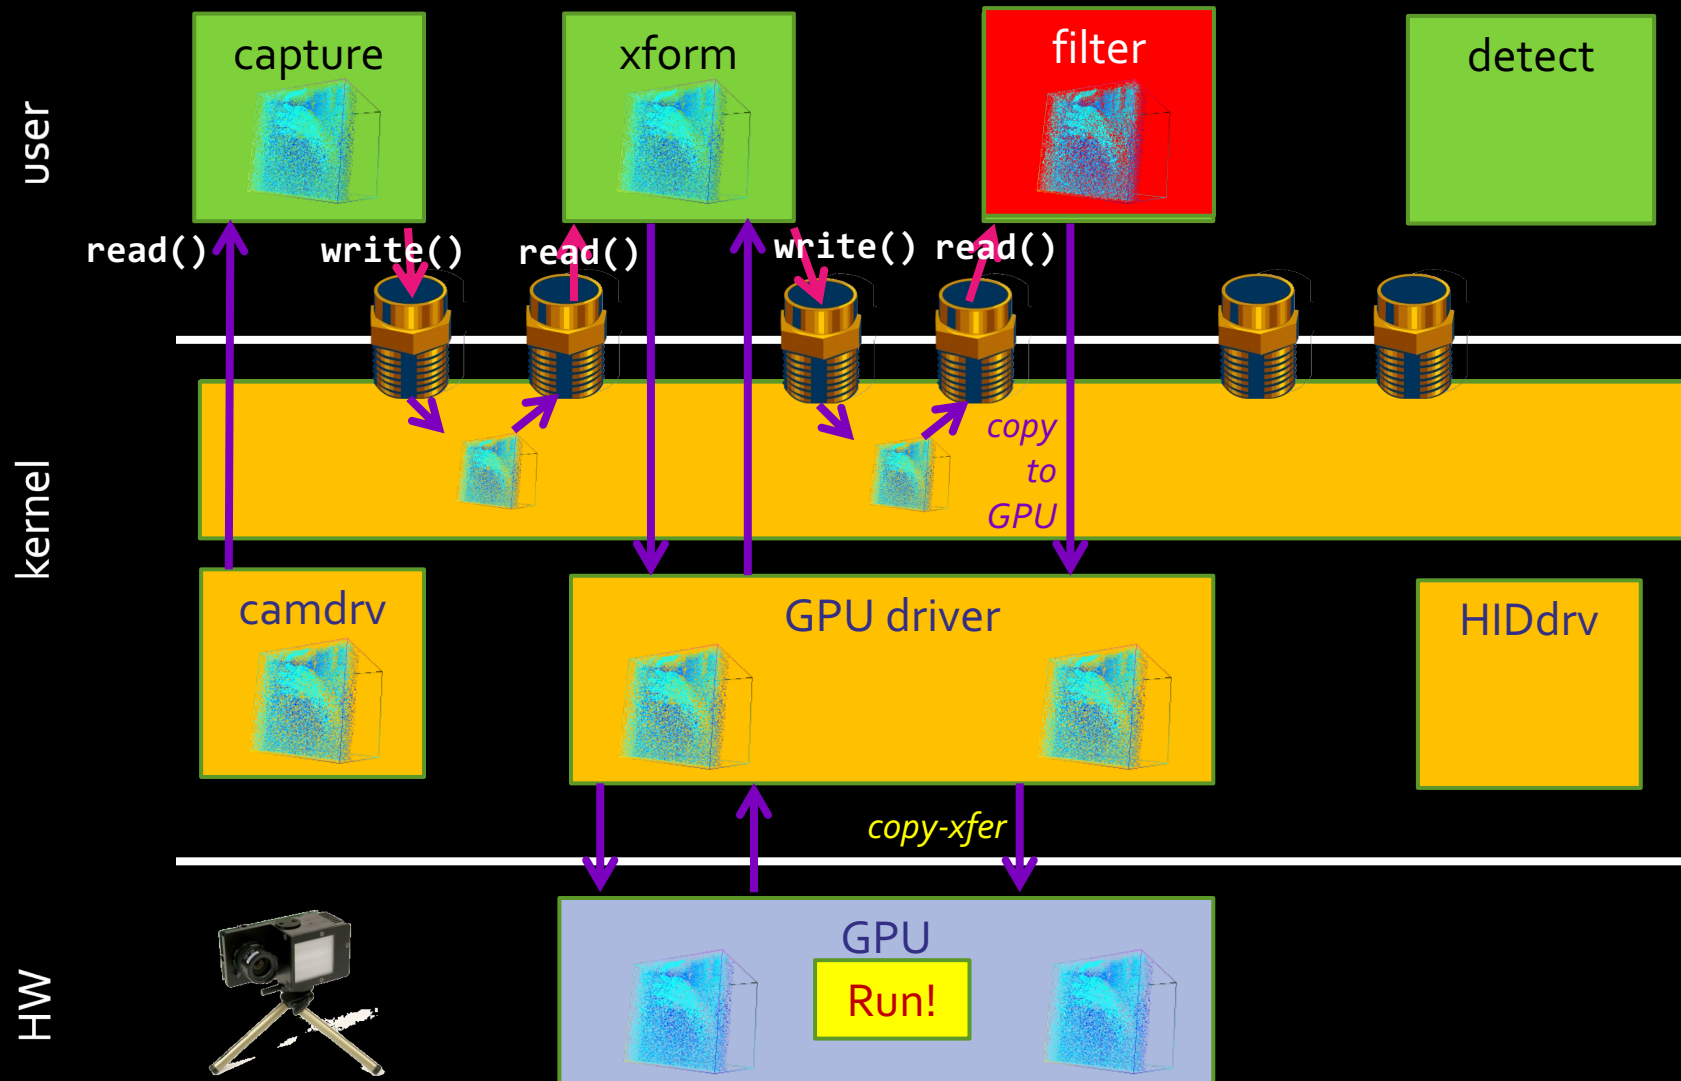 user
capture
xform
filter
detect
read()
write()
read()
write()
read()
kernel
copy
to
GPU
camdrv
GPU driver
HIDdrv
copy-xfer
HW
GPU
Run!